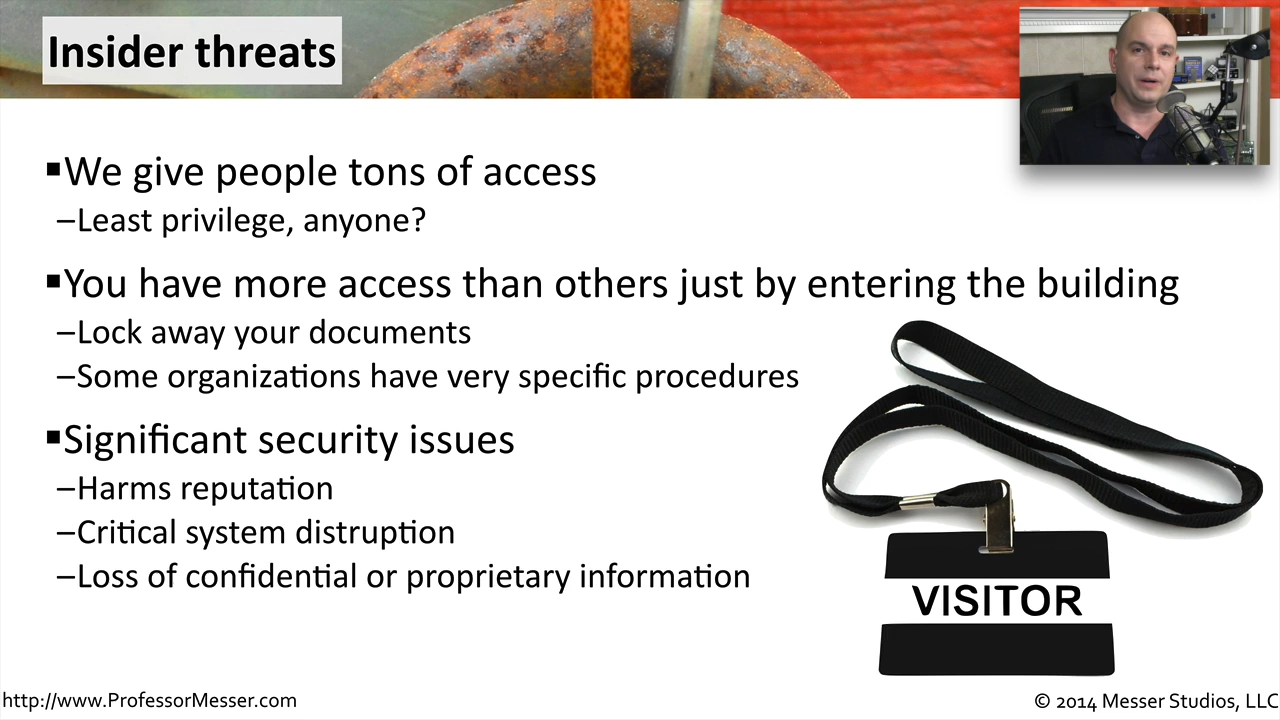 Insider threats
▪We give people tons of access
–Least privilege, anyone?
▪You have more access than others just by entering the building
–Lock away your documents
–Some organizations have very specific procedures
▪Significant security issues
–Harms reputation
–Critical system distruption
–Loss of confidential or proprietary information
VISITOR
http://www.ProfessorMesser.com
© 2014 Messer Studios, LLC